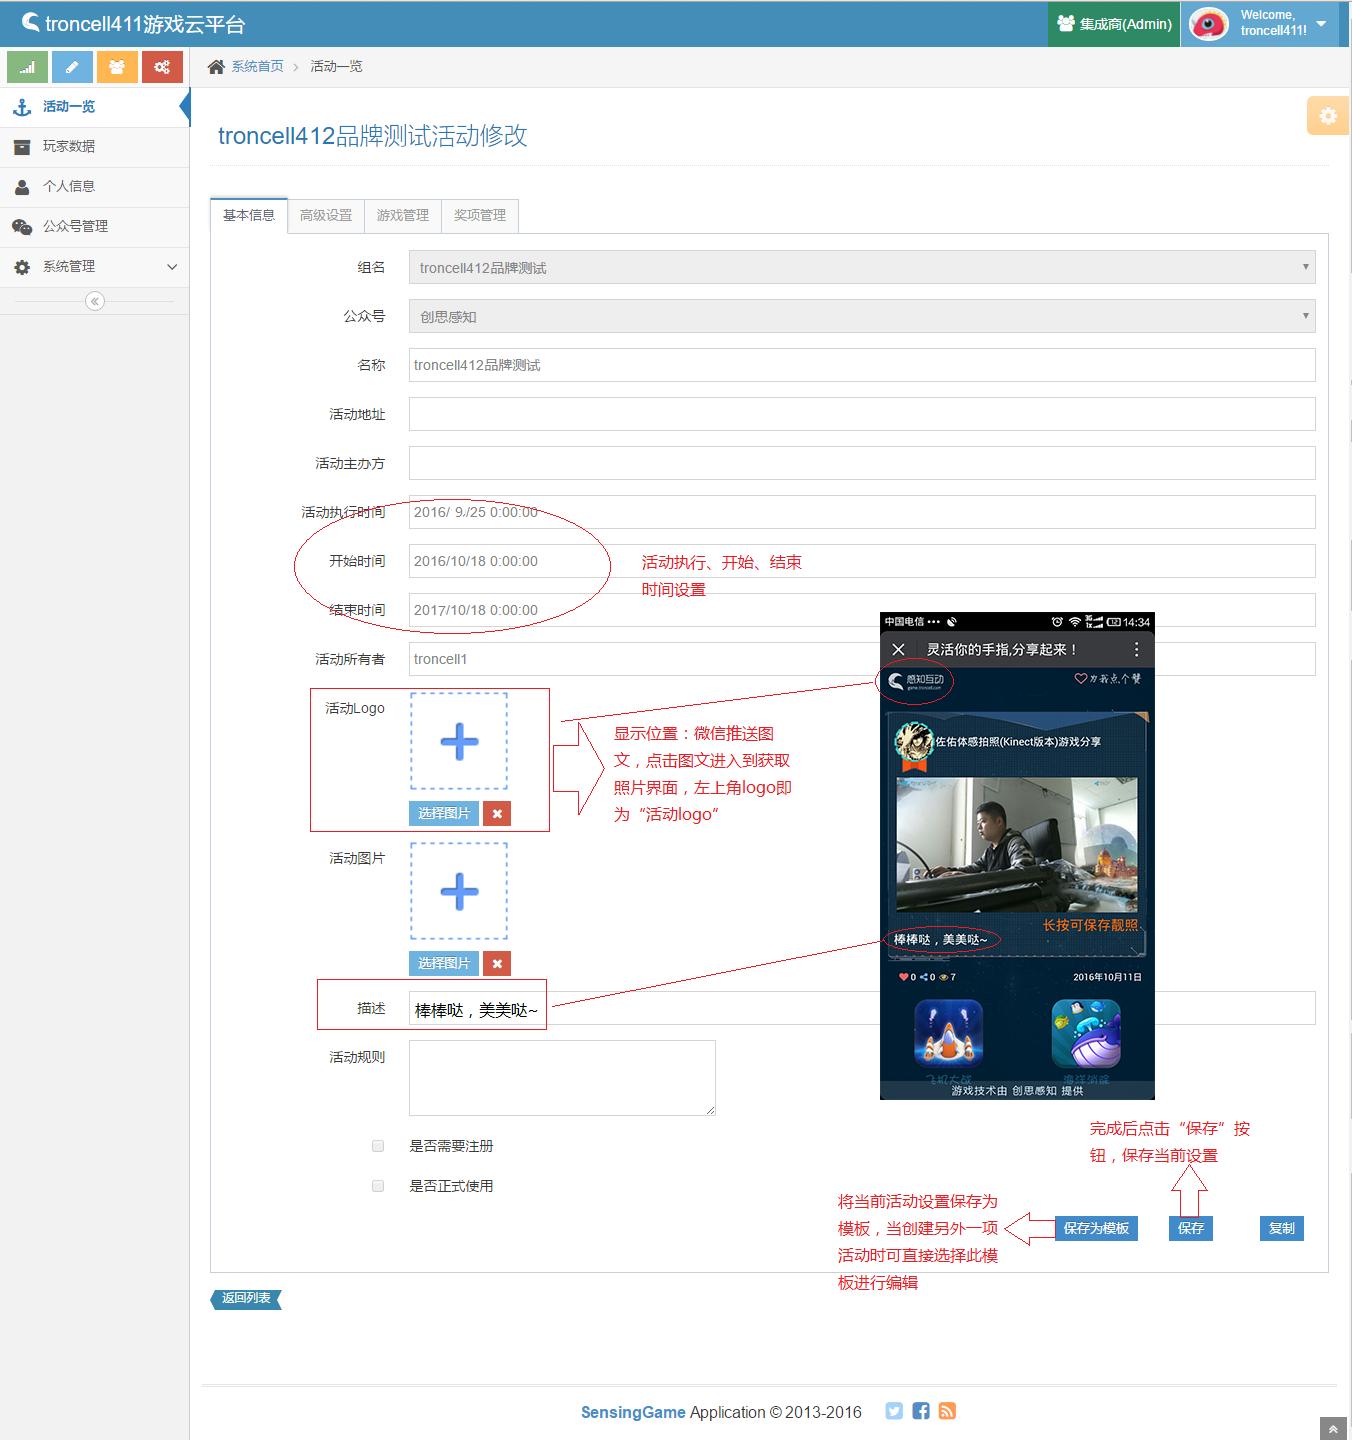 troncell411游戏云平台
集成商(Admin)
Welcome,
troncell411!
系统首页
活动一览
活动一览
玩家数据
个人信息
公众号管理
系统管理
troncell412品牌测试活动修改
基本信息
高级设置
游戏管理
奖项管理
组名
troncell412品牌测试
公众号
创思感知
名称
troncell412品牌测试
活动地址
活动主办方
活动执行时间
2016/ 9/25 0:00:00
开始时间
2016/10/18 0:00:00
结束时间
2017/10/18 0:00:00
活动执行、开始、结束
时间设置
活动所有者
troncell1
活动Logo
选择图片
显示位置：微信推送图
文，点击图文进入到获取
照片界面，左上角logo即
为“活动logo”
活动图片
选择图片
描述
棒棒哒，美美哒~
活动规则
是否需要注册
是否正式使用
中国电信
14:34
灵活你的手指,分享起来！
感知互动
game.troncell.com
为我点个赞
佐佑体感拍照(Kinect版本)游戏分享
长按可保存靓照
棒棒哒，美美哒~
0 0 7
2016年10月11日
飞机大战
海洋消除
游戏技术由 创思感知 提供
完成后点击“保存”按
钮，保存当前设置
将当前活动设置保存为
模板，当创建另外一项
活动时可直接选择此模
板进行编辑
保存为模板
保存
复制
返回列表
SensingGame Application © 2013-2016